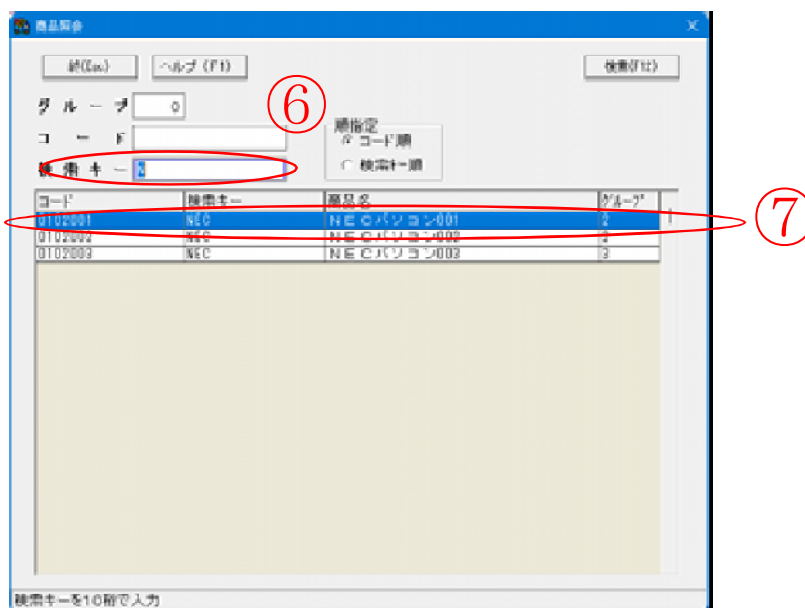 商品照会
終(Esc) ヘルプ(F1) 検索(F12)
グループ 0
⑥
コード
順指定
コード順
検索キー
検索キー順
コード 検索キー 商品名 グループ
0102001 NEC NECパソコン001 2
⑦
0102002 NEC NECパソコン002
0102003 NEC NECパソコン003 3
検索キーを10桁で入力